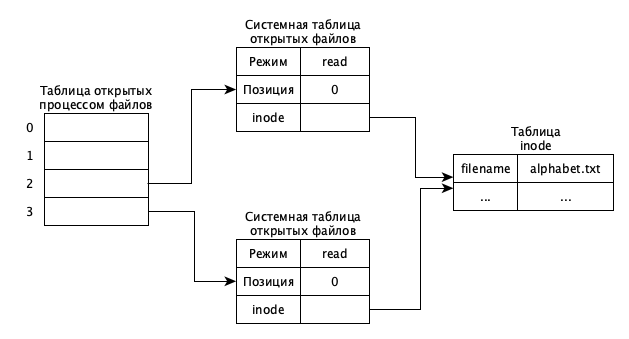 Системная таблица
открытых файлов
Режим read
Позиция 0
inode
Таблица открытых
процессом файлов
0
1
2
3
Таблица
inode
filename alphabet.txt
... ...
Системная таблица
открытых файлов
Режим read
Позиция 0
inode